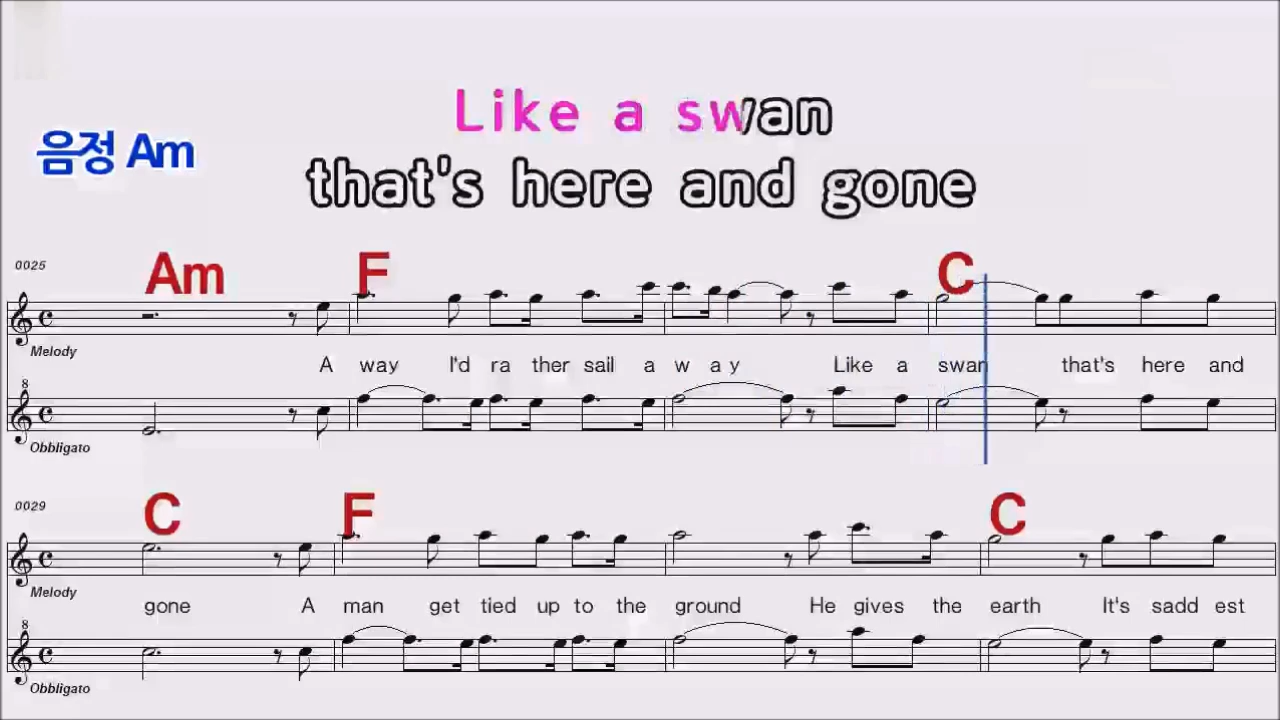 Like a swan
음정 Am
that's here and gone
0025
Am F C
Melody
A way I'd ra ther sail a w a y Like a swan that's here and
8
Obbligato
0029
C F C
Melody
gone A man get tied up to the ground He gives the earth It's sadd est
8
Obbligato